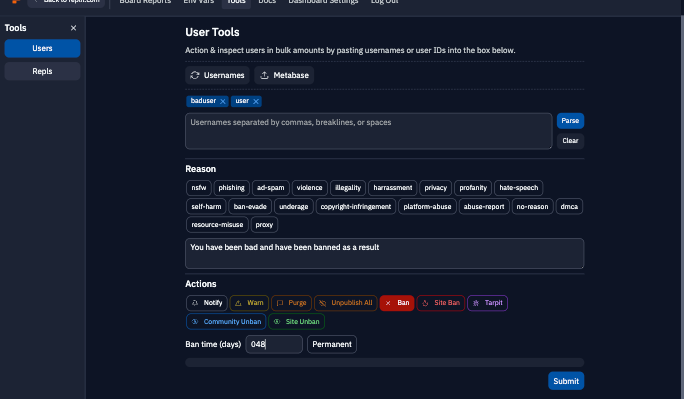 Back to replit.com
Board Reports
Env Vars
Tools
Docs
Dashboard Settings
Log Out
Tools
Users
Repls
User Tools
Action & inspect users in bulk amounts by pasting usernames or user IDs into the box below.
Usernames
Metabase
baduser
user
Usernames separated by commas, breaklines, or spaces
Parse
Clear
Reason
nsfw
phishing
ad-spam
violence
illegality
harrassment
privacy
profanity
hate-speech
self-harm
ban-evade
underage
copyright-infringement
platform-abuse
abuse-report
no-reason
dmca
resource-misuse
proxy
You have been bad and have been banned as a result
Actions
Notify
Warn
Purge
Unpublish All
Ban
Site Ban
Tarpit
Community Unban
Site Unban
Ban time (days)
048
Permanent
Submit